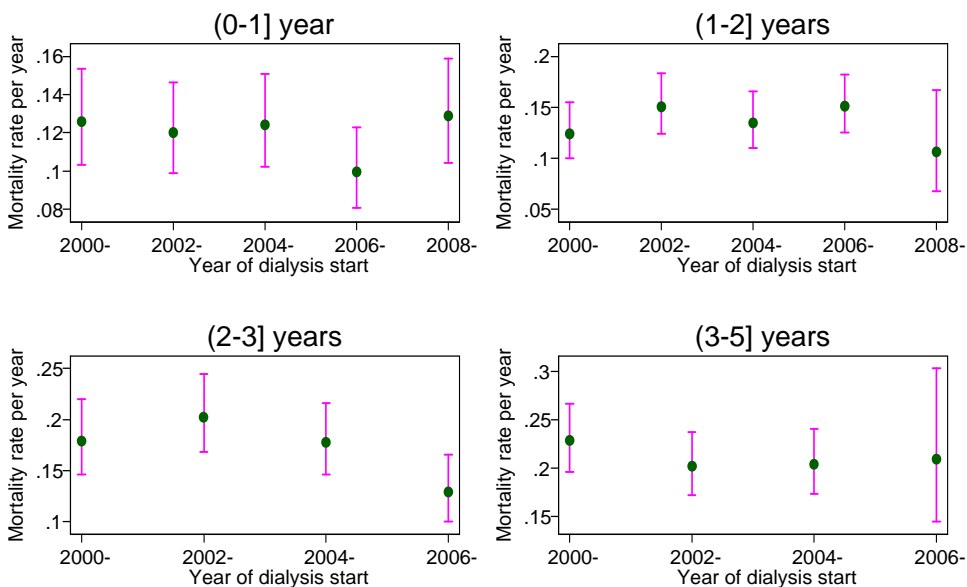 (0-1] year
Mortality rate per year
.16
.14
.12
.1
.08
2000- 2002- 2004- 2006- 2008-
Year of dialysis start
(1-2] years
Mortality rate per year
.2
.15
.1
.05
2000- 2002- 2004- 2006- 2008-
Year of dialysis start
(2-3] years
Mortality rate per year
.25
.2
.15
.1
2000- 2002- 2004- 2006-
Year of dialysis start
(3-5] years
Mortality rate per year
.3
.25
.2
.15
2000- 2002- 2004- 2006-
Year of dialysis start